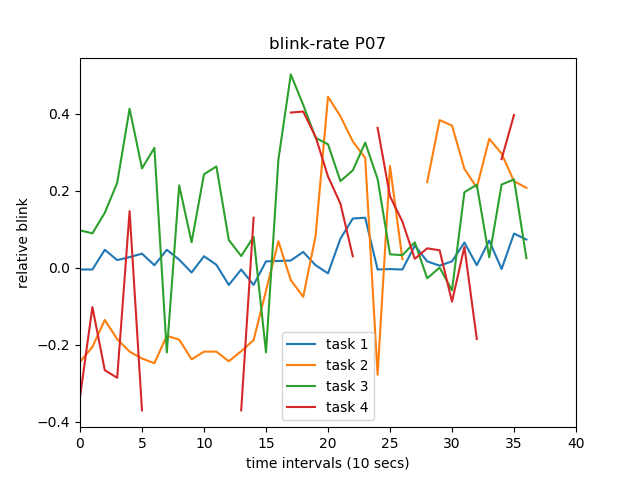 blink-rate P07
relative blink
0.4
0.2
0.0
−0.2
−0.4
task 1
task 2
task 3
task 4
0 5 10 15 20 25 30 35 40
time intervals (10 secs)